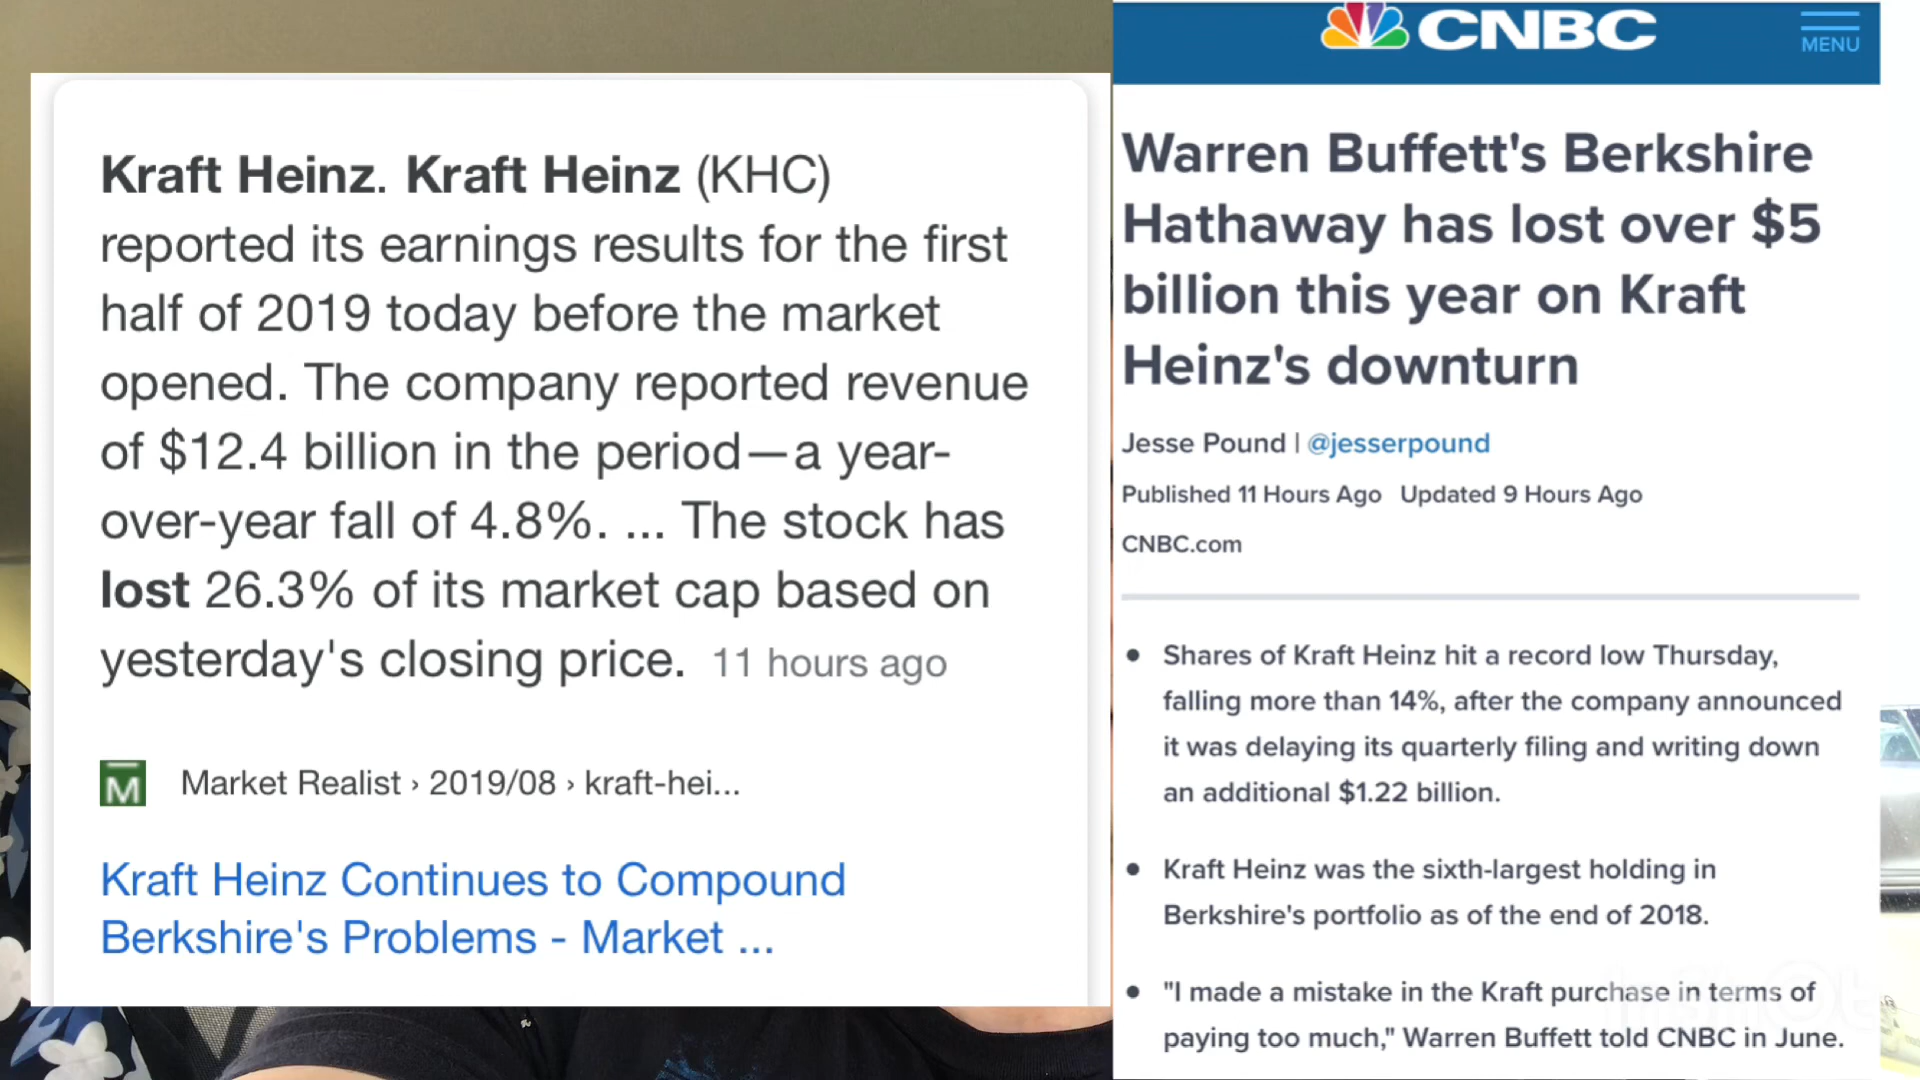 Kraft Heinz. Kraft Heinz (KHC)
reported its earnings results for the first
half of 2019 today before the market
opened. The company reported revenue
of $12.4 billion in the period—a year-
over-year fall of 4.8%. ... The stock has
lost 26.3% of its market cap based on
yesterday's closing price. 11 hours ago
M
Market Realist › 2019/08 › kraft-hei...
Kraft Heinz Continues to Compound
Berkshire's Problems - Market ...
CNBC
MENU
Warren Buffett's Berkshire
Hathaway has lost over $5
billion this year on Kraft
Heinz's downturn
Jesse Pound | @jesserpound
Published 11 Hours Ago Updated 9 Hours Ago
CNBC.com
• Shares of Kraft Heinz hit a record low Thursday,
falling more than 14%, after the company announced
it was delaying its quarterly filing and writing down
an additional $1.22 billion.
• Kraft Heinz was the sixth-largest holding in
Berkshire's portfolio as of the end of 2018.
• "I made a mistake in the Kraft purchase in terms of
paying too much," Warren Buffett told CNBC in June.